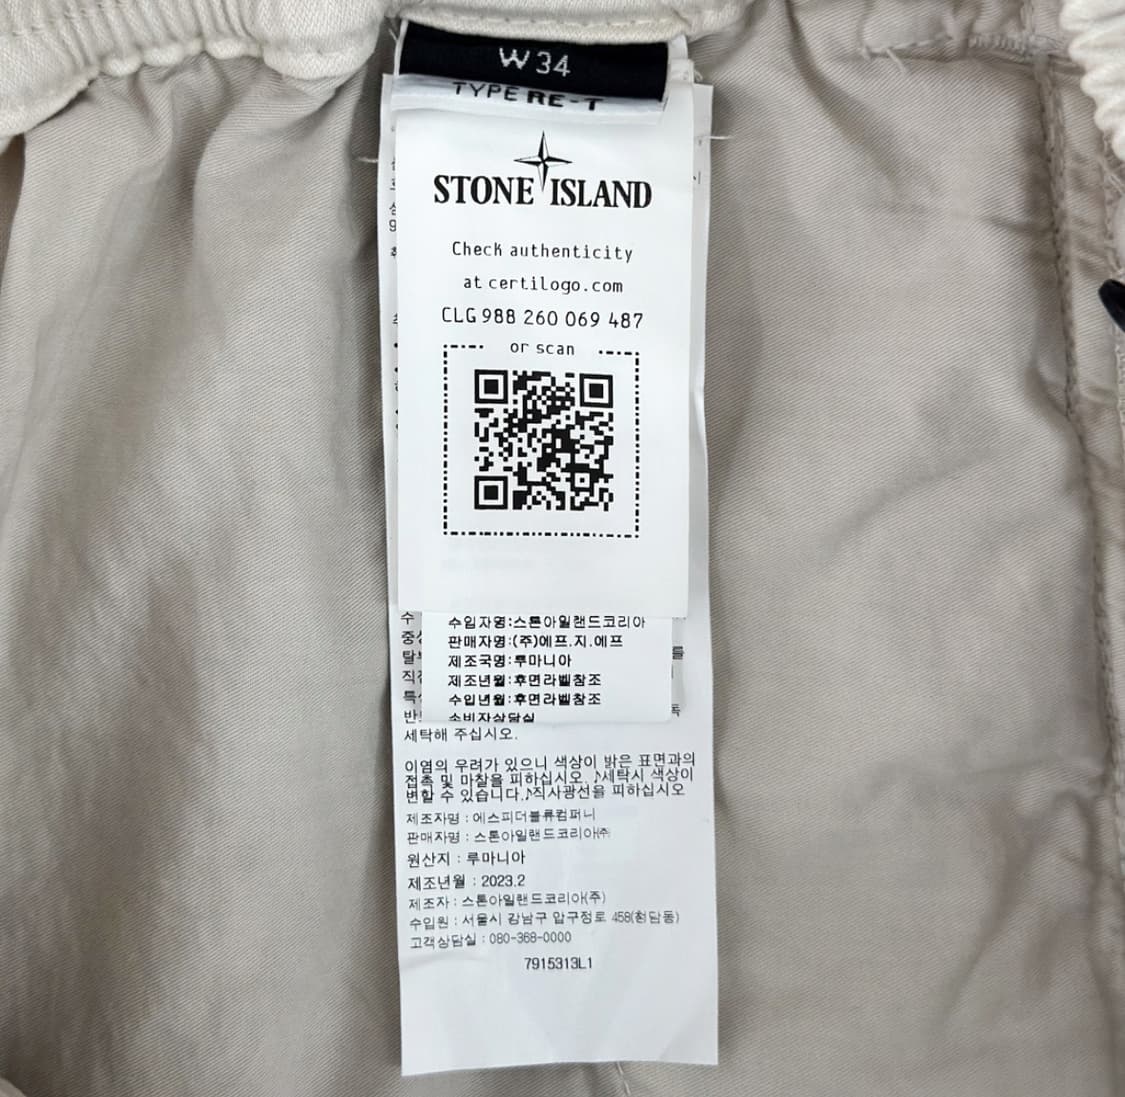 W 34
TYPE RE-T
STONE ISLAND
Check authenticity
at certilogo.com
CLG 988 260 069 487
or scan
수입자명:스톤아일랜드코리아
판매자명:(주)에프.지.에프
제조국명:루마니아
제조년월:후면라벨참조
수입년월:후면라벨참조
소비자상담실
세탁해 주십시오.
이염의 우려가 있으니 색상이 밝은 표면과의
접촉 및 마찰을 피하십시오. ♪세탁시 색상이
변할 수 있습니다.♪직사광선을 피하십시오
제조자명 : 에스피더블류컴퍼니
판매자명 : 스톤아일랜드코리아㈜
원산지 : 루마니아
제조년월 : 2023.2
제조자 : 스톤아일랜드코리아(주)
수입원 : 서울시 강남구 압구정로 458(청담동)
고객상담실 : 080-368-0000
7915313L1